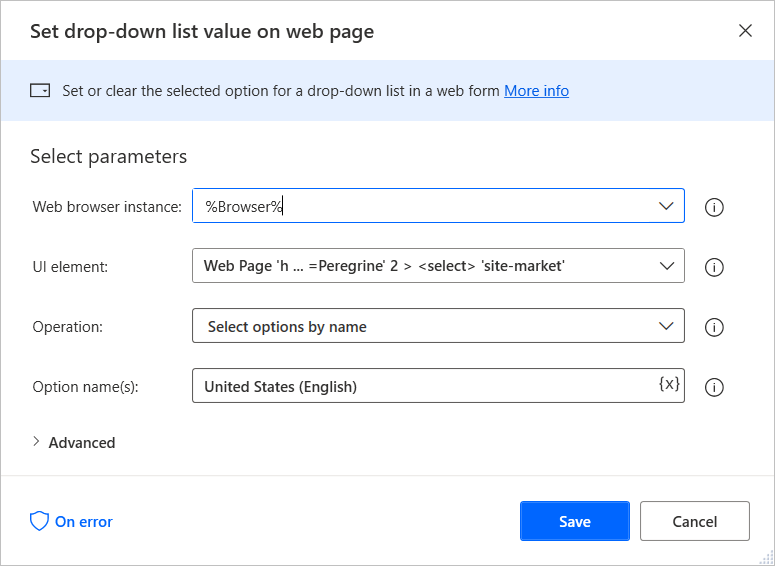 Set drop-down list value on web page
Set or clear the selected option for a drop-down list in a web form More info
Select parameters
Web browser instance: %Browser%
UI element: Web Page 'h ... =Peregrine' 2 > <select> 'site-market'
Operation: Select options by name
Option name(s): United States (English) {x}
Advanced
On error Save Cancel